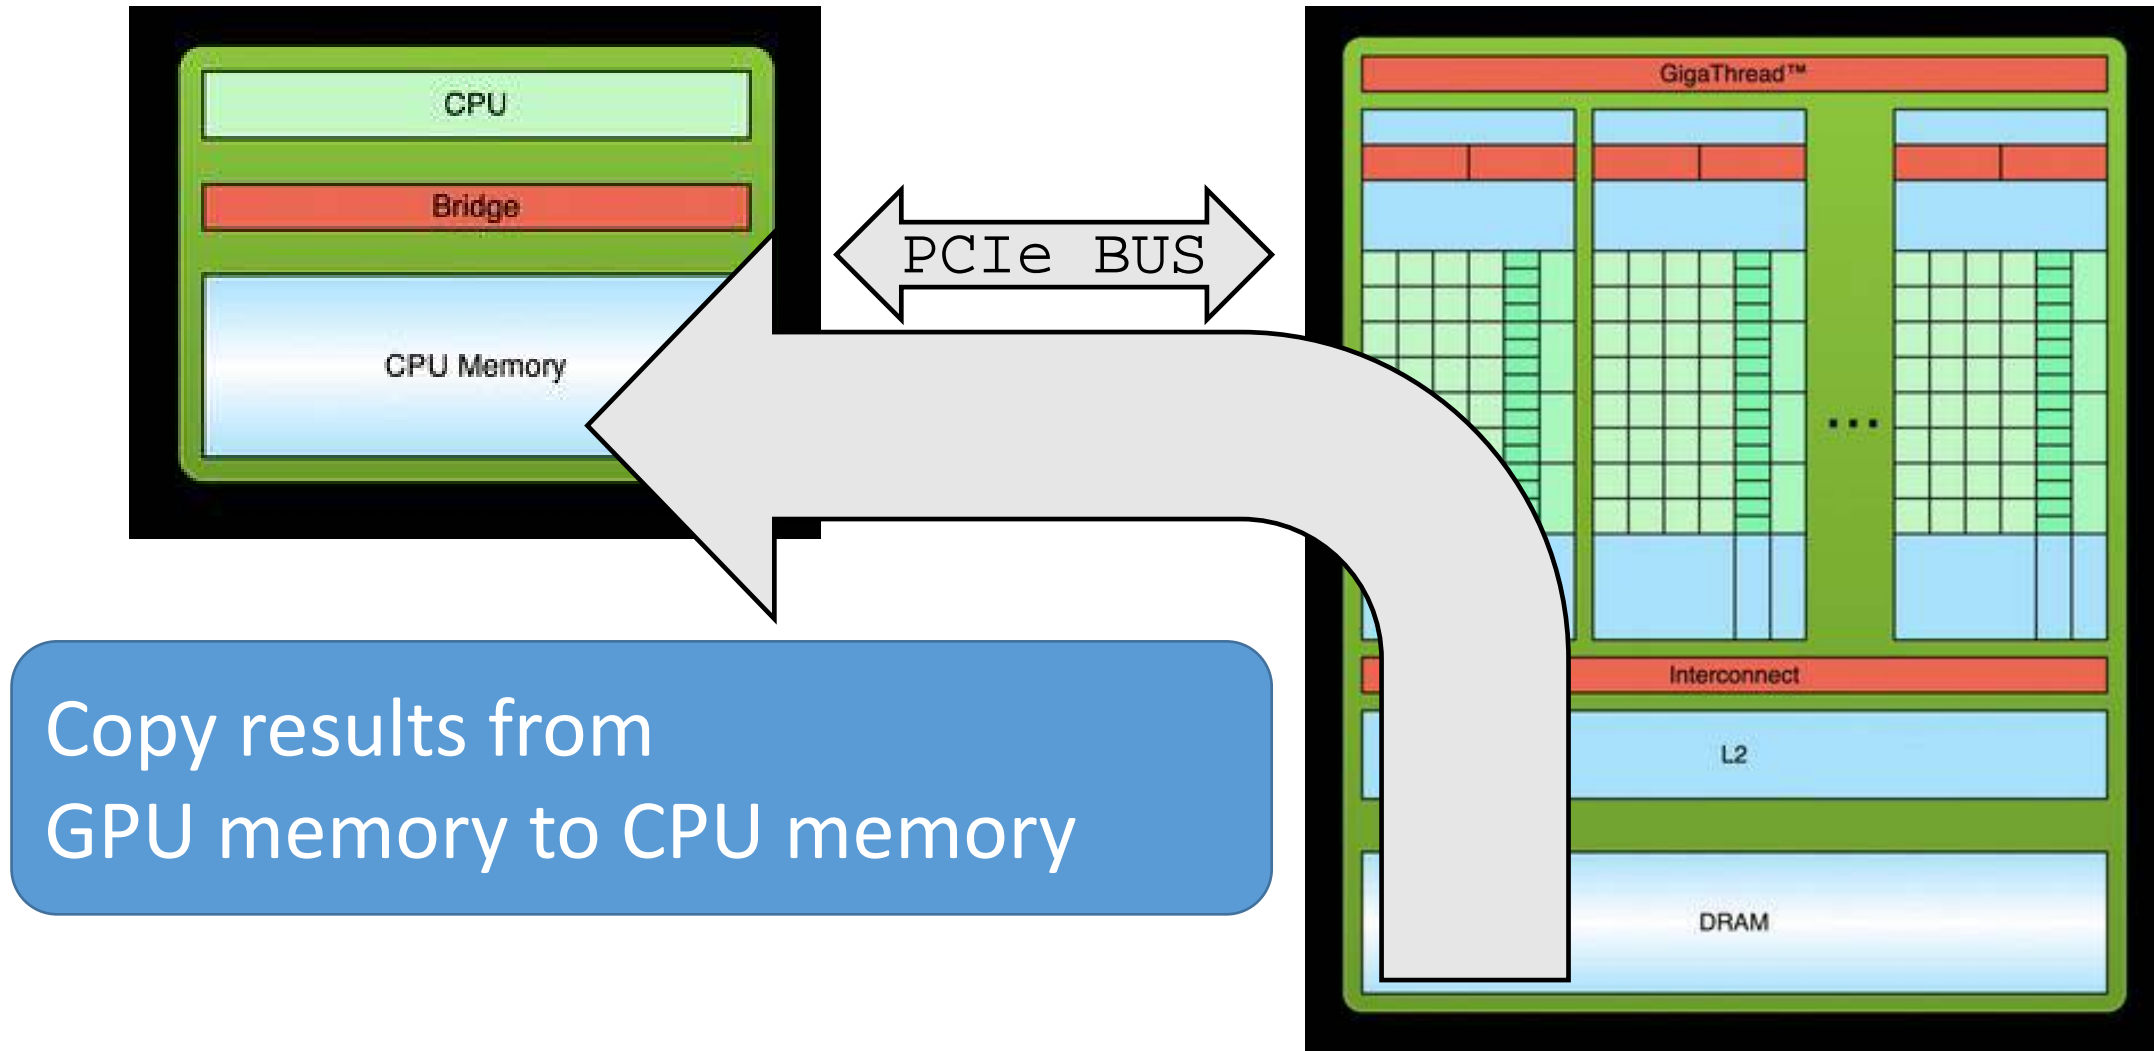 CPU
Bridge
CPU Memory
PCIe BUS
GigaThread™
...
Interconnect
L2
DRAM
Copy results from
GPU memory to CPU memory